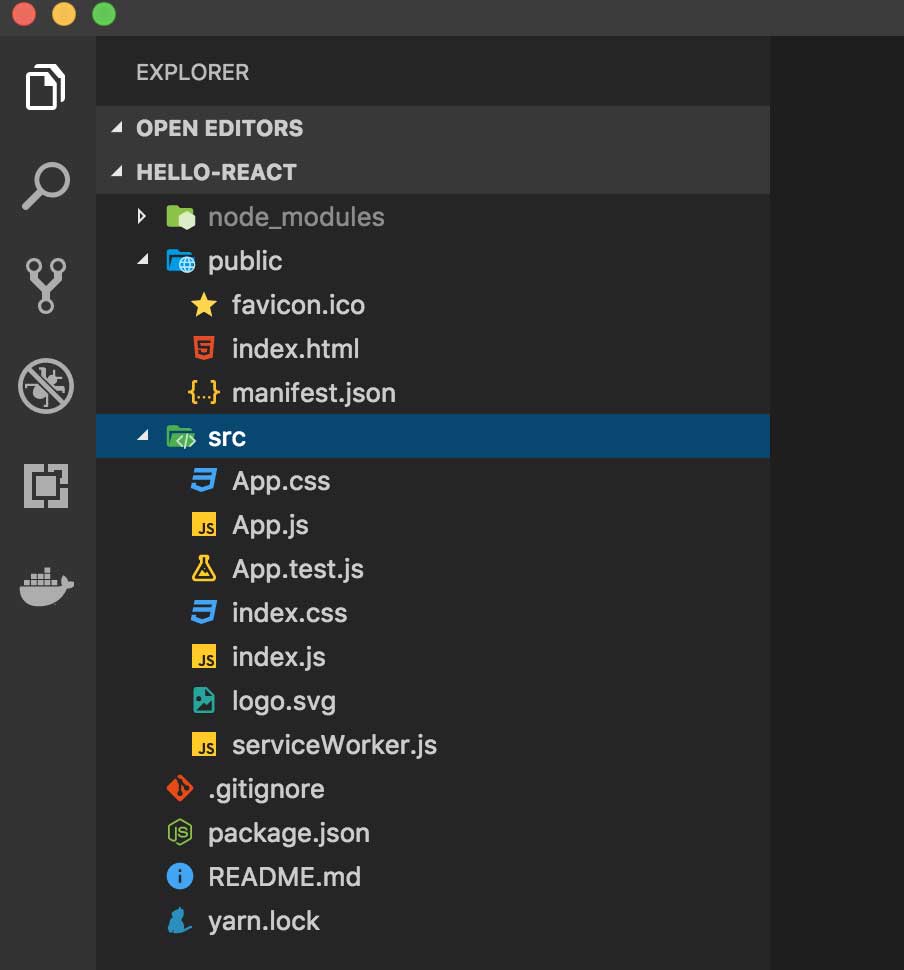 EXPLORER
OPEN EDITORS
HELLO-REACT
node_modules
public
favicon.ico
index.html
{...} manifest.json
src
App.css
JS App.js
App.test.js
index.css
JS index.js
logo.svg
JS serviceWorker.js
.gitignore
JS package.json
README.md
yarn.lock